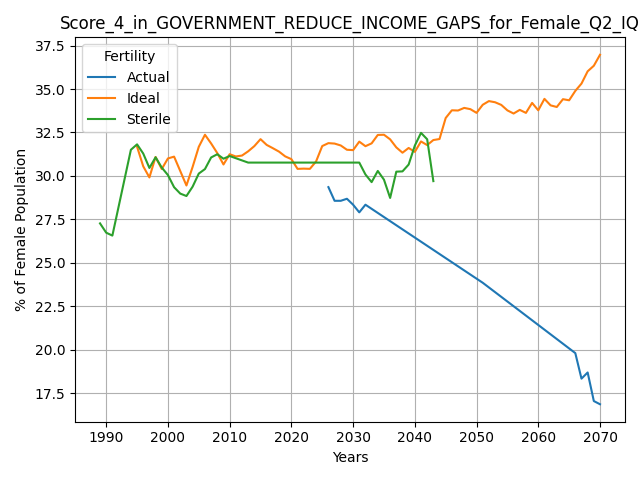 Score_4_in_GOVERNMENT_REDUCE_INCOME_GAPS_for_Female_Q2_IQ
Fertility
Actual
Ideal
Sterile
% of Female Population
37.5
35.0
32.5
30.0
27.5
25.0
22.5
20.0
17.5
1990 2000 2010 2020 2030 2040 2050 2060 2070
Years